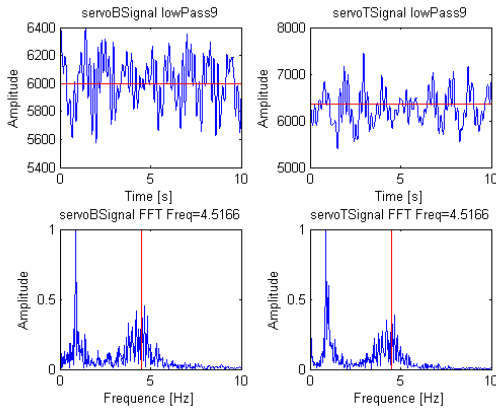 servoBSignal lowPass9
6400
6200
6000
5800
5600
5400
Amplitude
0
5
10
Time [s]
servoTSignal lowPass9
8000
7000
6000
5000
Amplitude
0
5
10
Time [s]
servoBSignal FFT Freq=4.5166
1
0.5
0
Amplitude
0
5
10
Frequence [Hz]
servoTSignal FFT Freq=4.5166
1
0.5
0
Amplitude
0
5
10
Frequence [Hz]